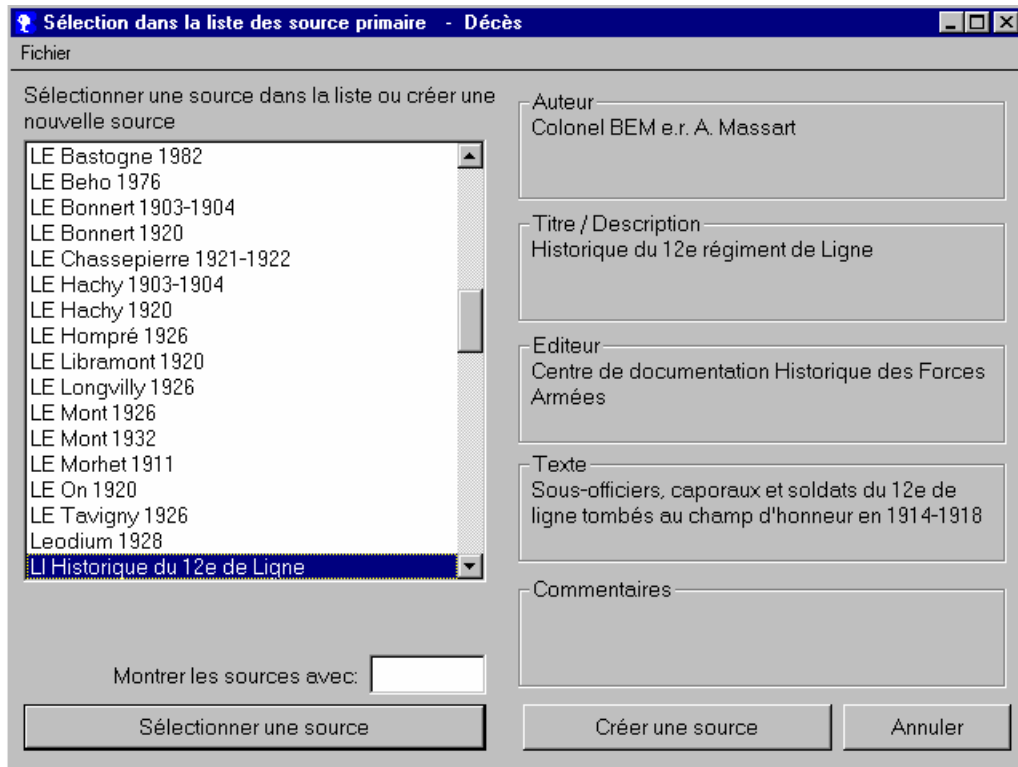 Sélection dans la liste des source primaire - Décès
Fichier
Sélectionner une source dans la liste ou créer une
nouvelle source
LE Bastogne 1982
LE Beho 1976
LE Bonnert 1903-1904
LE Bonnert 1920
LE Chassepierre 1921-1922
LE Hachy 1903-1904
LE Hachy 1920
LE Hompré 1926
LE Libramont 1920
LE Longvilly 1926
LE Mont 1926
LE Mont 1932
LE Morhet 1911
LE On 1920
LE Tavigny 1926
Leodium 1928
LI Historique du 12e de Ligne
Montrer les sources avec:
Sélectionner une source
Auteur
Colonel BEM e.r. A. Massart
Titre / Description
Historique du 12e régiment de Ligne
Editeur
Centre de documentation Historique des Forces
Armées
Texte
Sous-officiers, caporaux et soldats du 12e de
ligne tombés au champ d'honneur en 1914-1918
Commentaires
Créer une source
Annuler